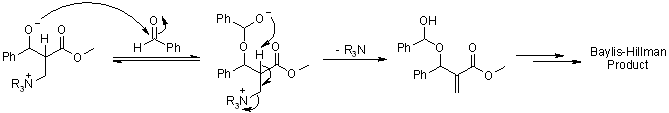 O⁻ O
Ph O
R₃N⁺
O
H Ph
Ph O⁻
O H O
Ph O
R₃N⁺
- R₃N
OH
Ph O O
Ph O
Baylis-Hillman
Product